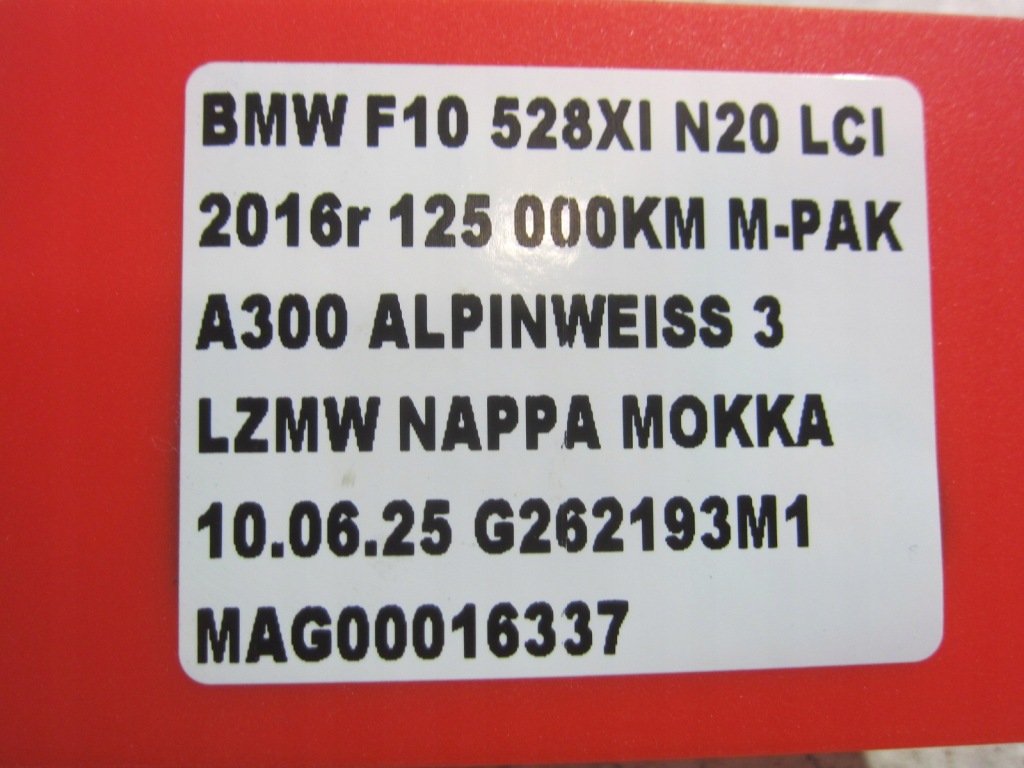 BMW F10 528XI N20 LCI
2016r 125 000KM M-PAK
A300 ALPINWEISS 3
LZMW NAPPA MOKKA
10.06.25 G262193M1
MAG00016337